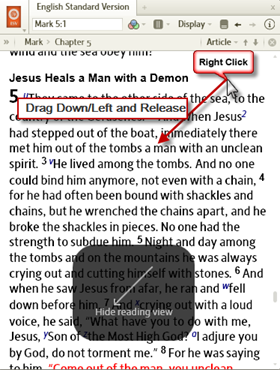 English Standard Version
Mark 5:1
Display
Mark > Chapter 5
Article
wind and the sea obey him?"
Right Click
Jesus Heals a Man with a Demon
5 They came to the other side of the sea, to the
Drag Down/Left and Release
country of the Gerasenes. And when Jesus
had stepped out of the boat, immediately there
met him out of the tombs a man with an unclean
spirit. 3 He lived among the tombs. And no one
could bind him anymore, not even with a chain, 4
for he had often been bound with shackles and
chains, but he wrenched the chains apart, and he
broke the shackles in pieces. No one had the
strength to subdue him. 5 Night and day among
the tombs and on the mountains he was always
crying out and cutting himself with stones. 6 And
when he saw Jesus from afar, he ran and fell
down before him. 7 And crying out with a loud
Hide reading view
voice, he said, "What have you to do with me,
Jesus, Son of the Most High God? I adjure you
by God, do not torment me." 8 For he was saying
to him, "Come out of the man, you unclean